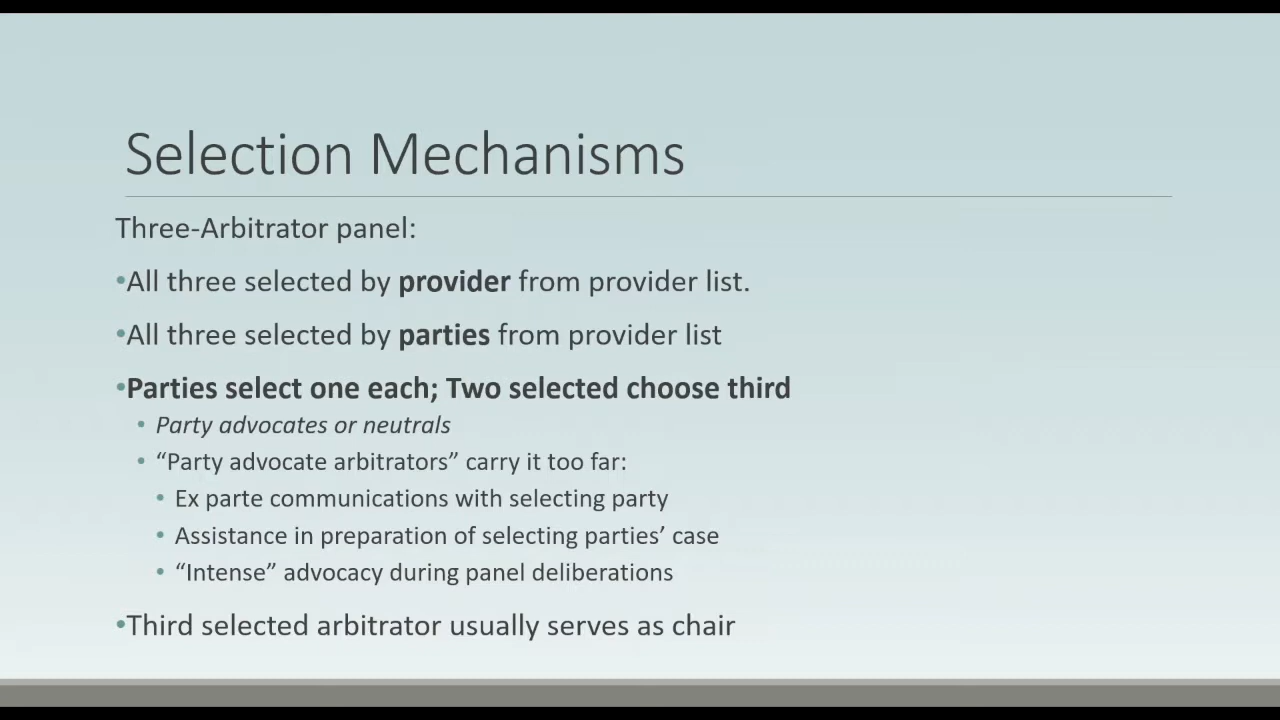 Selection Mechanisms
Three-Arbitrator panel:
•All three selected by provider from provider list.
•All three selected by parties from provider list
•Parties select one each; Two selected choose third
• Party advocates or neutrals
• “Party advocate arbitrators” carry it too far:
• Ex parte communications with selecting party
• Assistance in preparation of selecting parties’ case
• “Intense” advocacy during panel deliberations
•Third selected arbitrator usually serves as chair